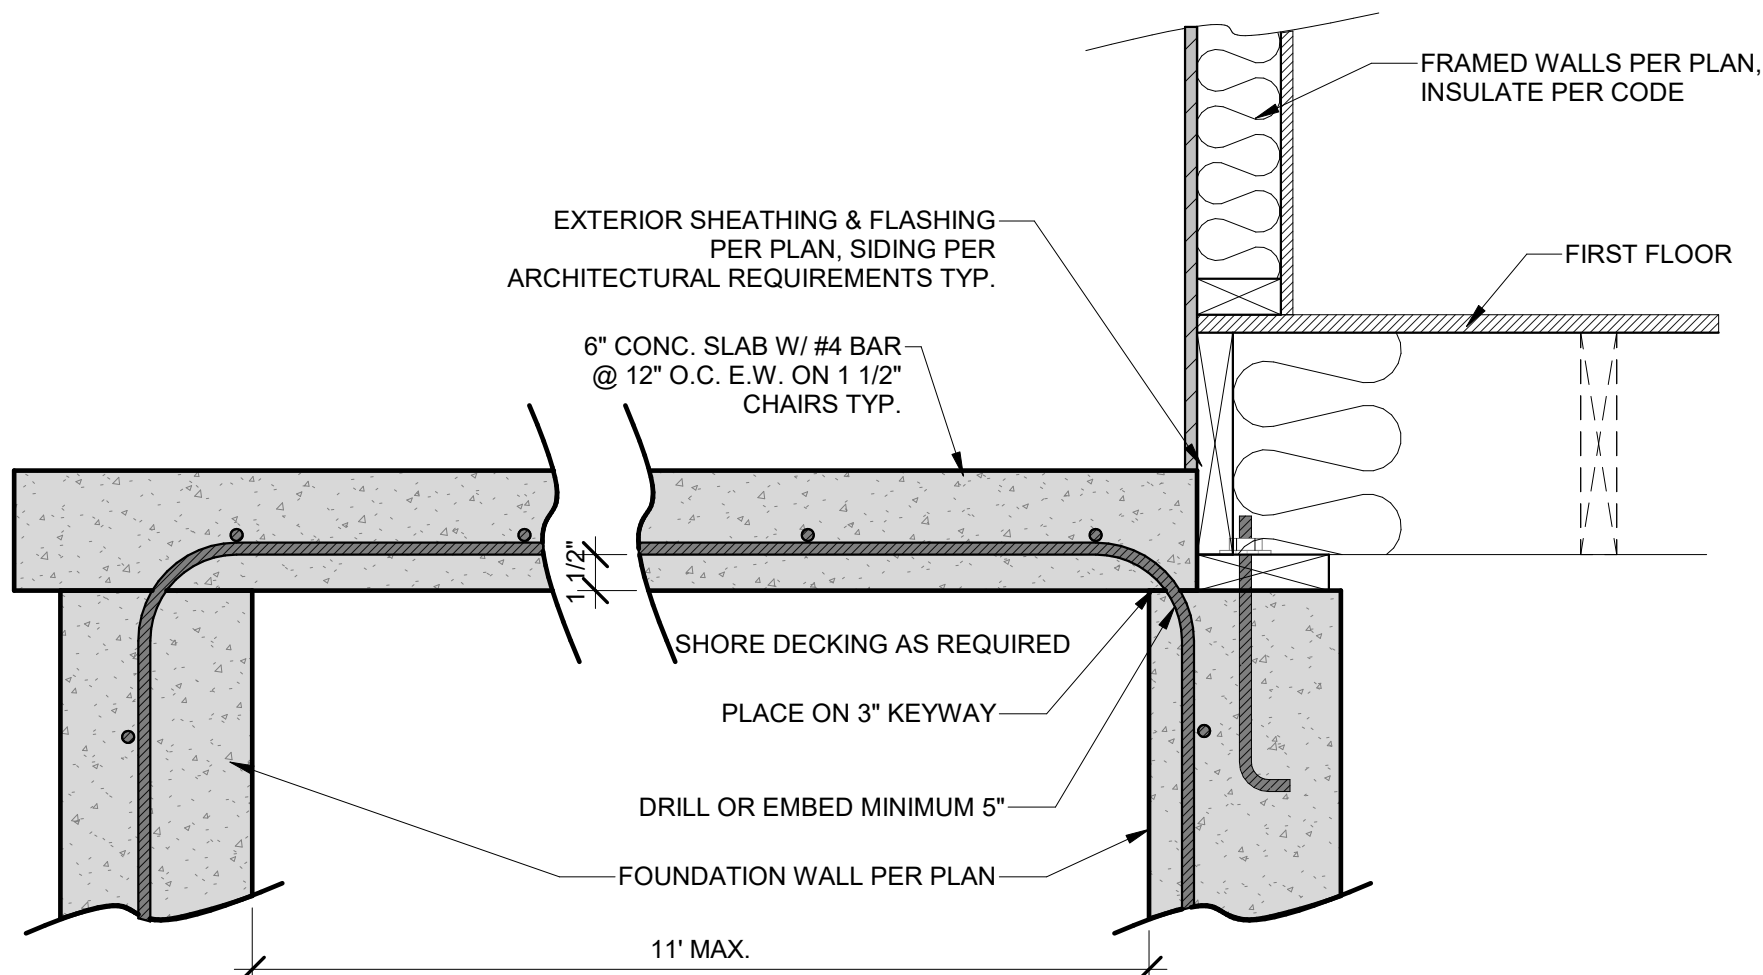 FRAMED WALLS PER PLAN,
INSULATE PER CODE
EXTERIOR SHEATHING & FLASHING
PER PLAN, SIDING PER
ARCHITECTURAL REQUIREMENTS TYP.
FIRST FLOOR
6" CONC. SLAB W/ #4 BAR
@ 12" O.C. E.W. ON 1 1/2"
CHAIRS TYP.
1 1/2"
SHORE DECKING AS REQUIRED
PLACE ON 3" KEYWAY
DRILL OR EMBED MINIMUM 5"
FOUNDATION WALL PER PLAN
11' MAX.